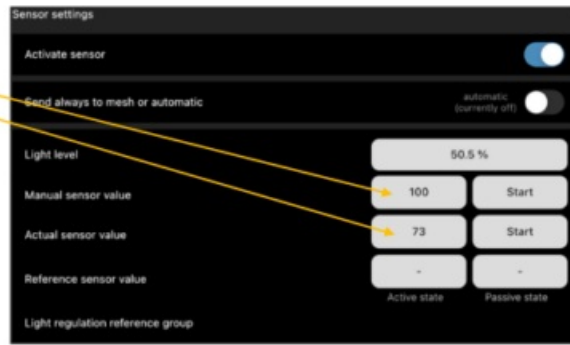 Sensor settings
Activate sensor
Send always to mesh or automatic
automatic
(currently off)
Light level 50.5 %
Manual sensor value 100 Start
Actual sensor value 73 Start
Reference sensor value - -
Active state Passive state
Light regulation reference group